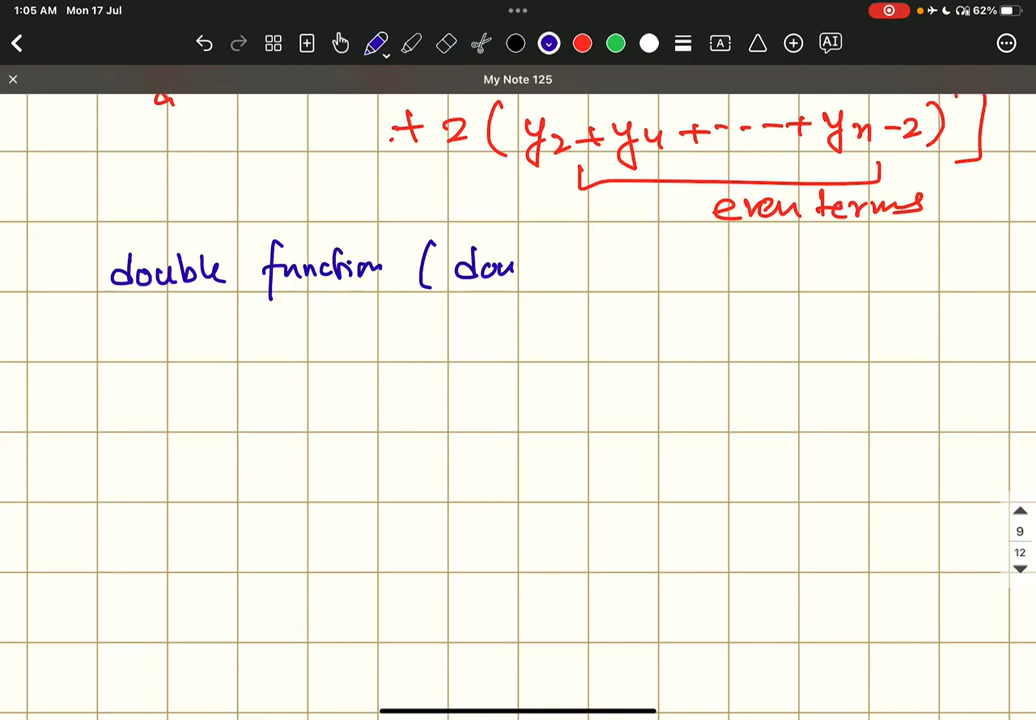 1:05 AM Mon 17 Jul
62%
A
AI
My Note 125
+ 2 ( y2 + y4 + --- + yn-2) ]
even terms
double function ( dou
9
12